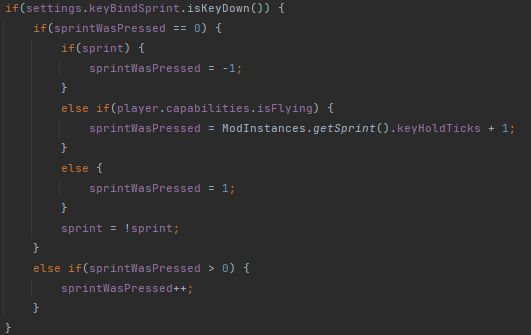 if(settings.keyBindSprint.isKeyDown()) {
    if(sprintWasPressed == 0) {
        if(sprint) {
            sprintWasPressed = -1;
        }
        else if(player.capabilities.isFlying) {
            sprintWasPressed = ModInstances.getSprint().keyHoldTicks + 1;
        }
        else {
            sprintWasPressed = 1;
        }
        sprint = !sprint;
    }
    else if(sprintWasPressed > 0) {
        sprintWasPressed++;
    }
}